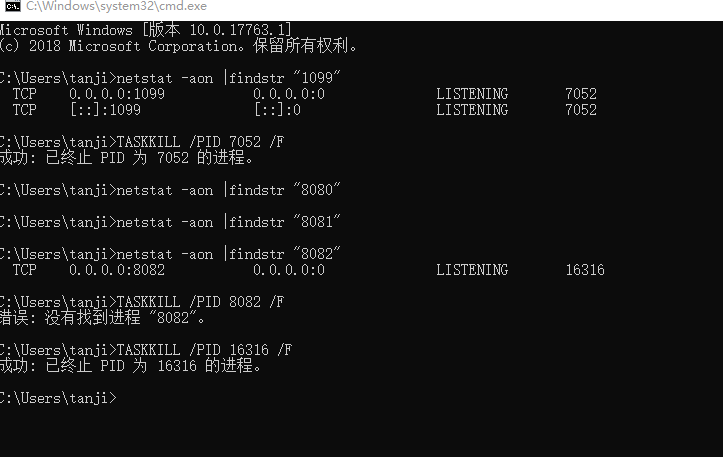 C:\Windows\system32\cmd.exe
Microsoft Windows [版本 10.0.17763.1]
(c) 2018 Microsoft Corporation。保留所有权利。
C:\Users\tanji>netstat -aon |findstr "1099"
TCP 0.0.0.0:1099 0.0.0.0:0 LISTENING 7052
TCP [::]:1099 [::]:0 LISTENING 7052
C:\Users\tanji>TASKKILL /PID 7052 /F
成功: 已终止 PID 为 7052 的进程。
C:\Users\tanji>netstat -aon |findstr "8080"
C:\Users\tanji>netstat -aon |findstr "8081"
C:\Users\tanji>netstat -aon |findstr "8082"
TCP 0.0.0.0:8082 0.0.0.0:0 LISTENING 16316
C:\Users\tanji>TASKKILL /PID 8082 /F
错误: 没有找到进程 "8082"。
C:\Users\tanji>TASKKILL /PID 16316 /F
成功: 已终止 PID 为 16316 的进程。
C:\Users\tanji>